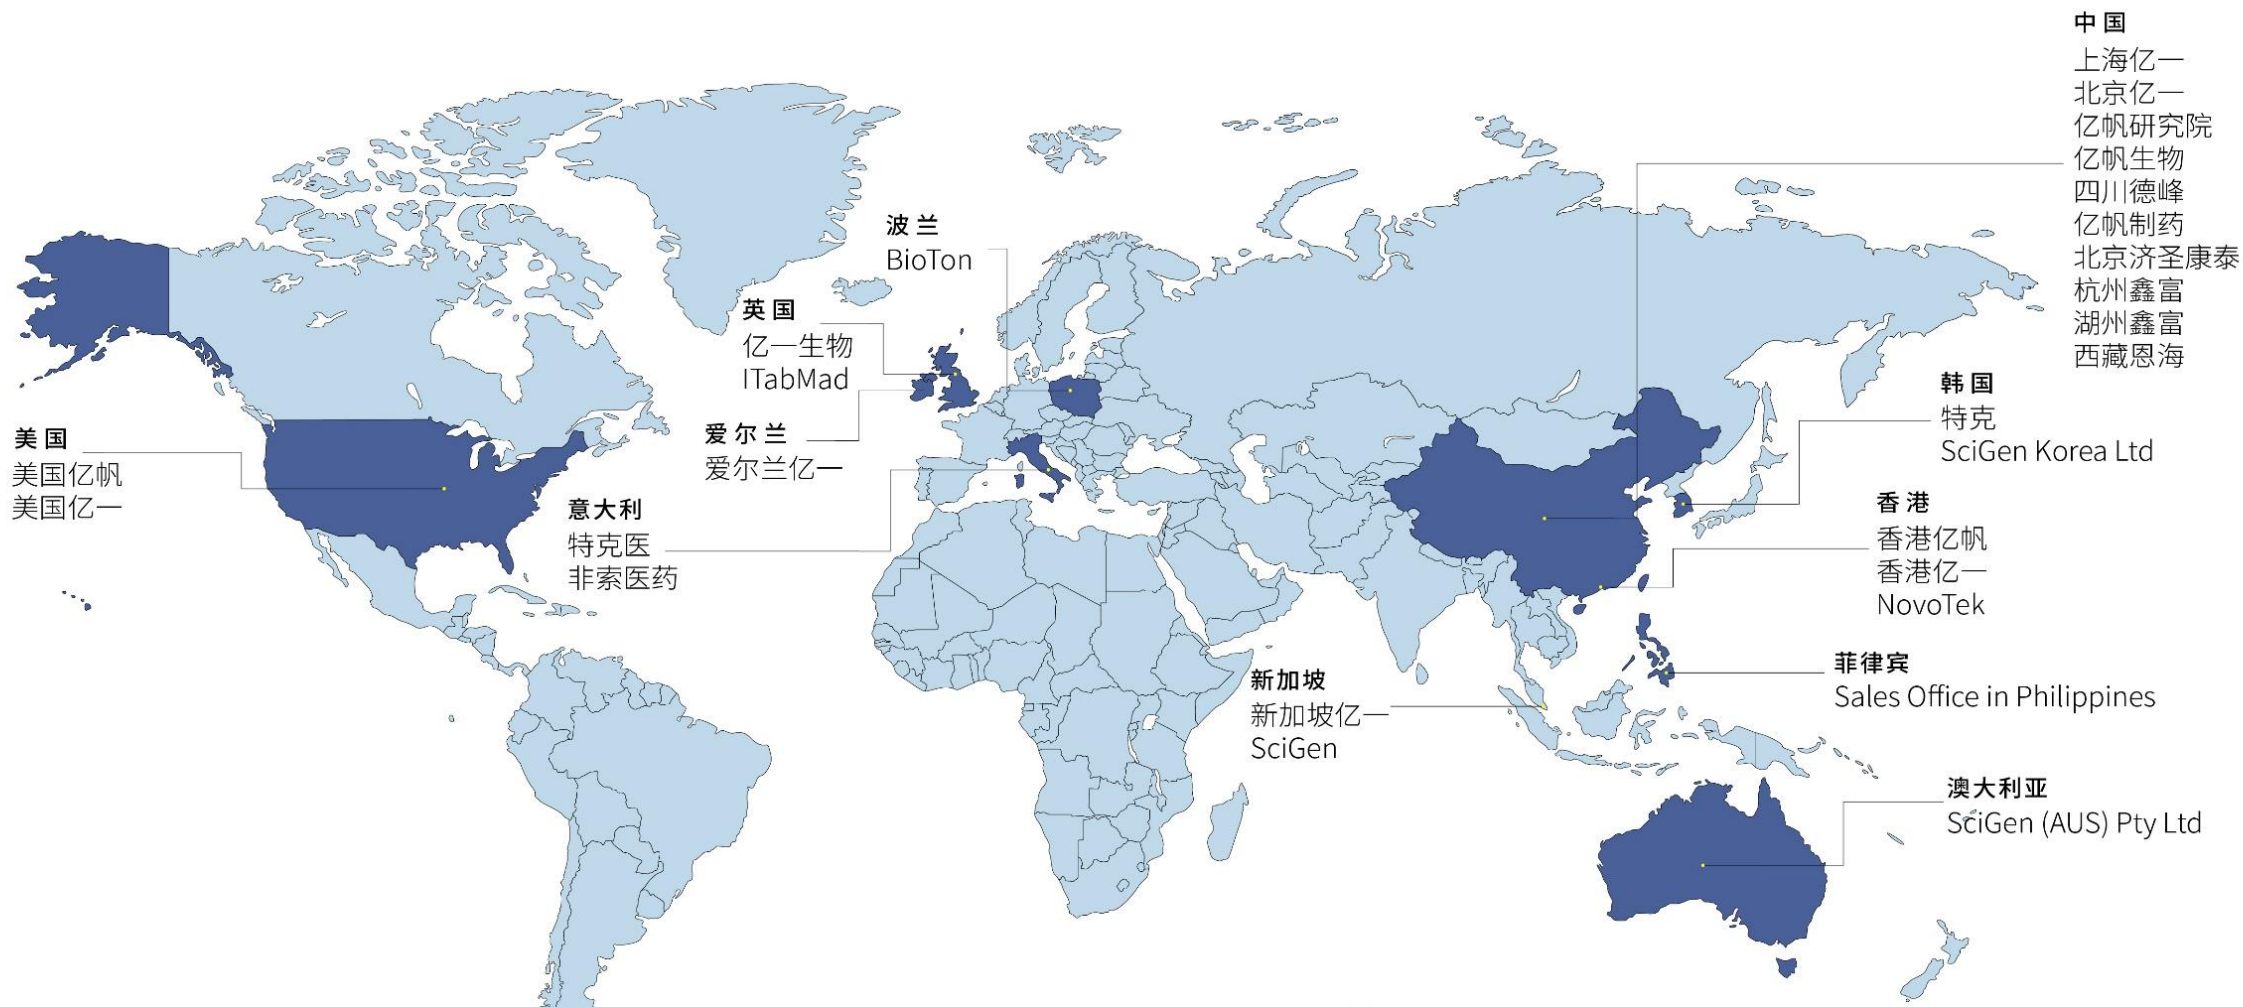 中国
上海亿一
北京亿一
亿帆研究院
亿帆生物
四川德峰
亿帆制药
北京济圣康泰
杭州鑫富
湖州鑫富
西藏恩海
波兰
BioTon
英国
亿一生物
ITabMad
爱尔兰
爱尔兰亿一
美国
美国亿帆
美国亿一
意大利
特克医
非索医药
韩国
特克
SciGen Korea Ltd
香港
香港亿帆
香港亿一
NovoTek
菲律宾
Sales Office in Philippines
新加坡
新加坡亿一
SciGen
澳大利亚
SciGen (AUS) Pty Ltd